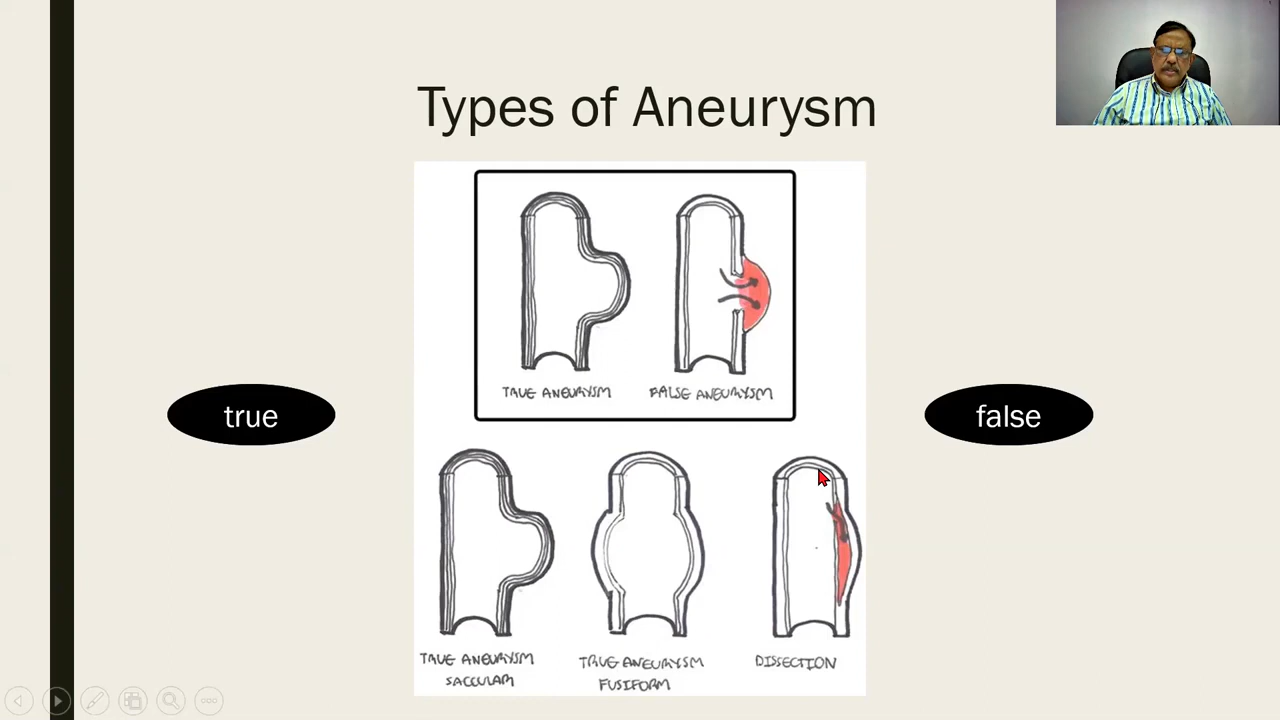 Types of Aneurysm
TRUE ANEURYSM
FALSE ANEURYSM
true
false
TRUE ANEURYSM
SACCULAR
TRUE ANEURYSM
FUSIFORM
DISSECTION